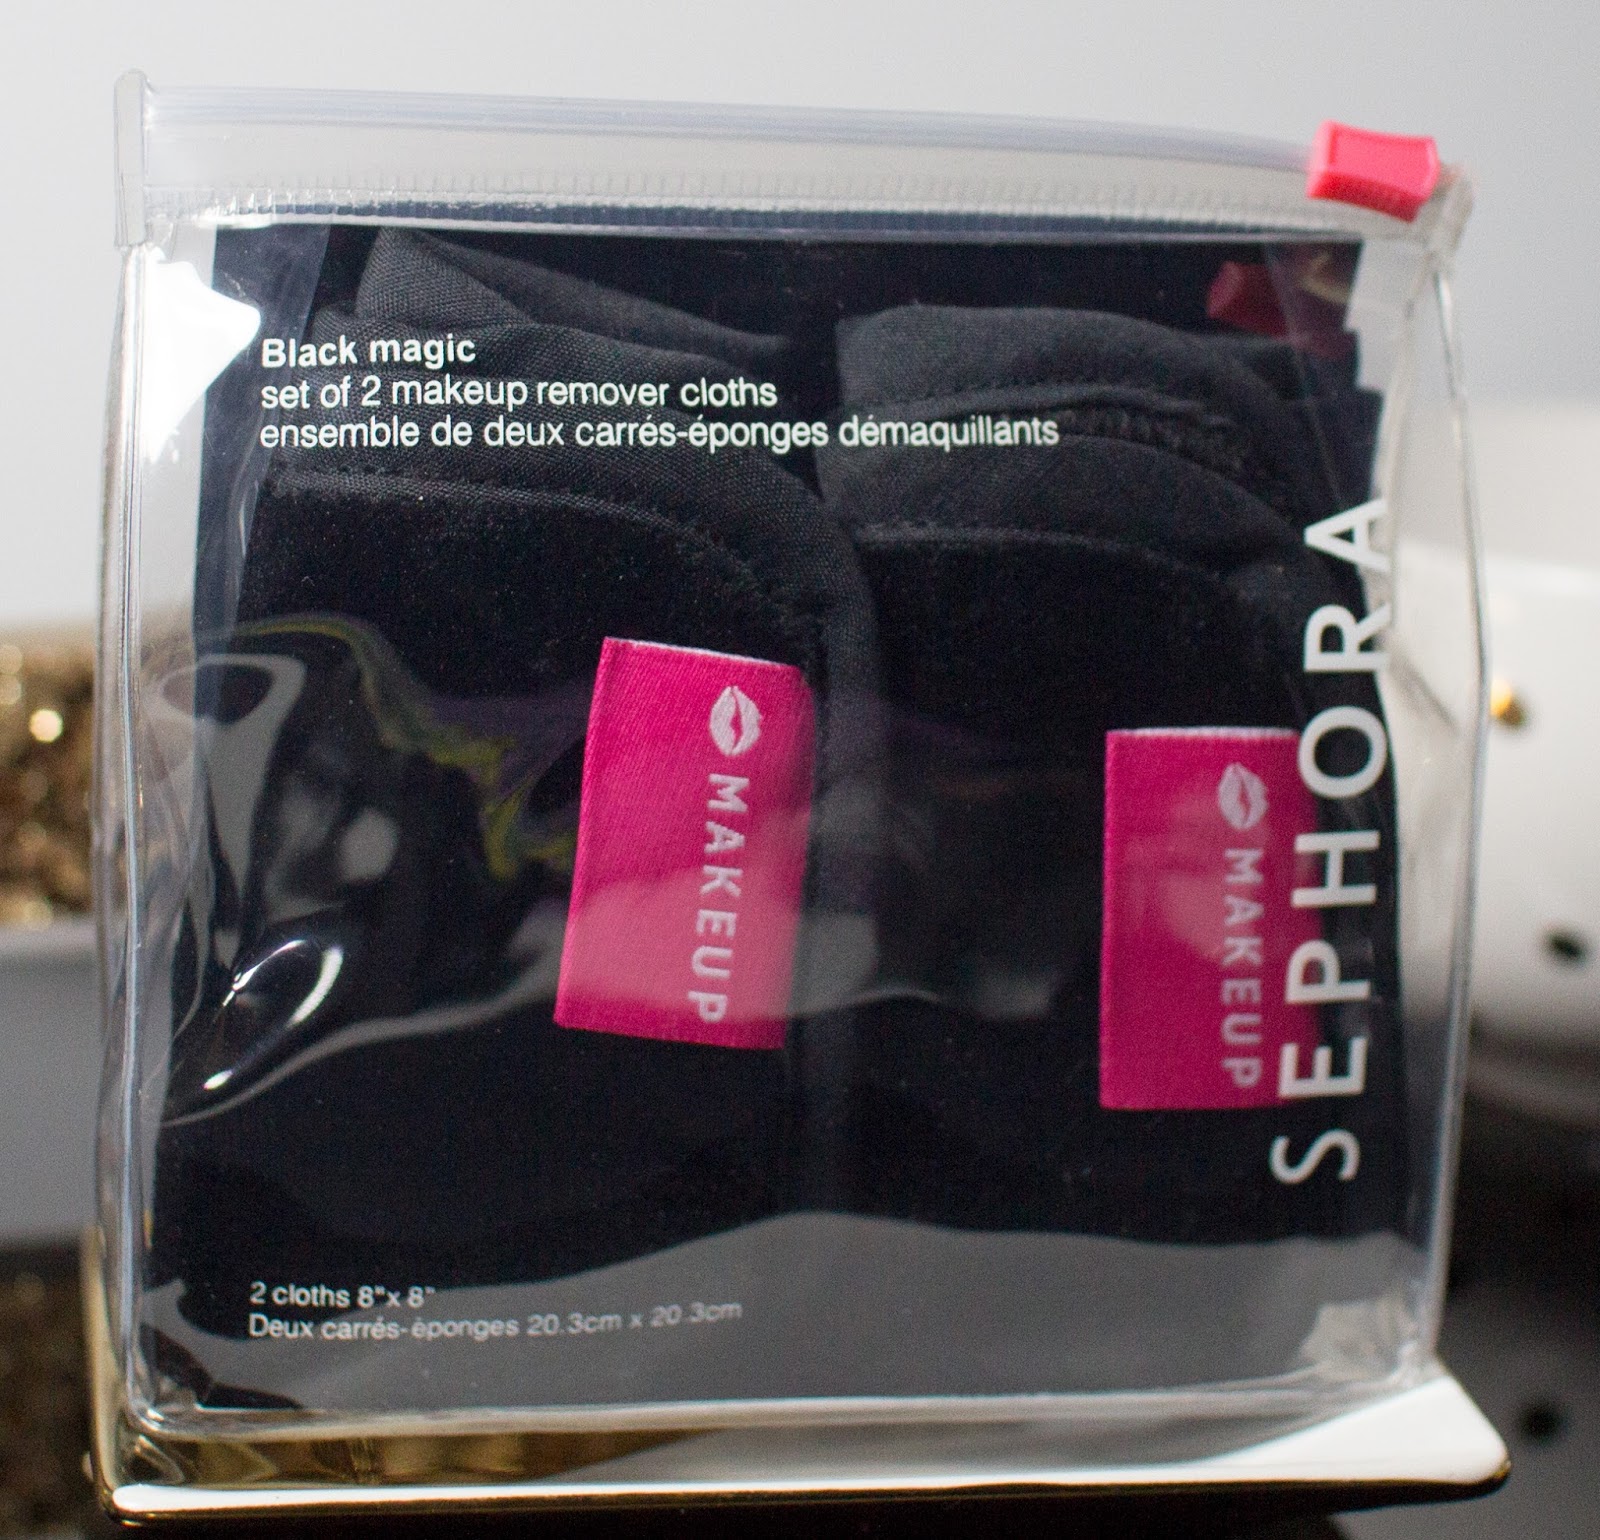 Black magic
set of 2 makeup remover cloths
ensemble de deux carrés-éponges démaquillants
MAKEUP
MAKEUP
SEPHORA
2 cloths 8"x 8"
Deux carrés-éponges 20.3cm x 20.3cm